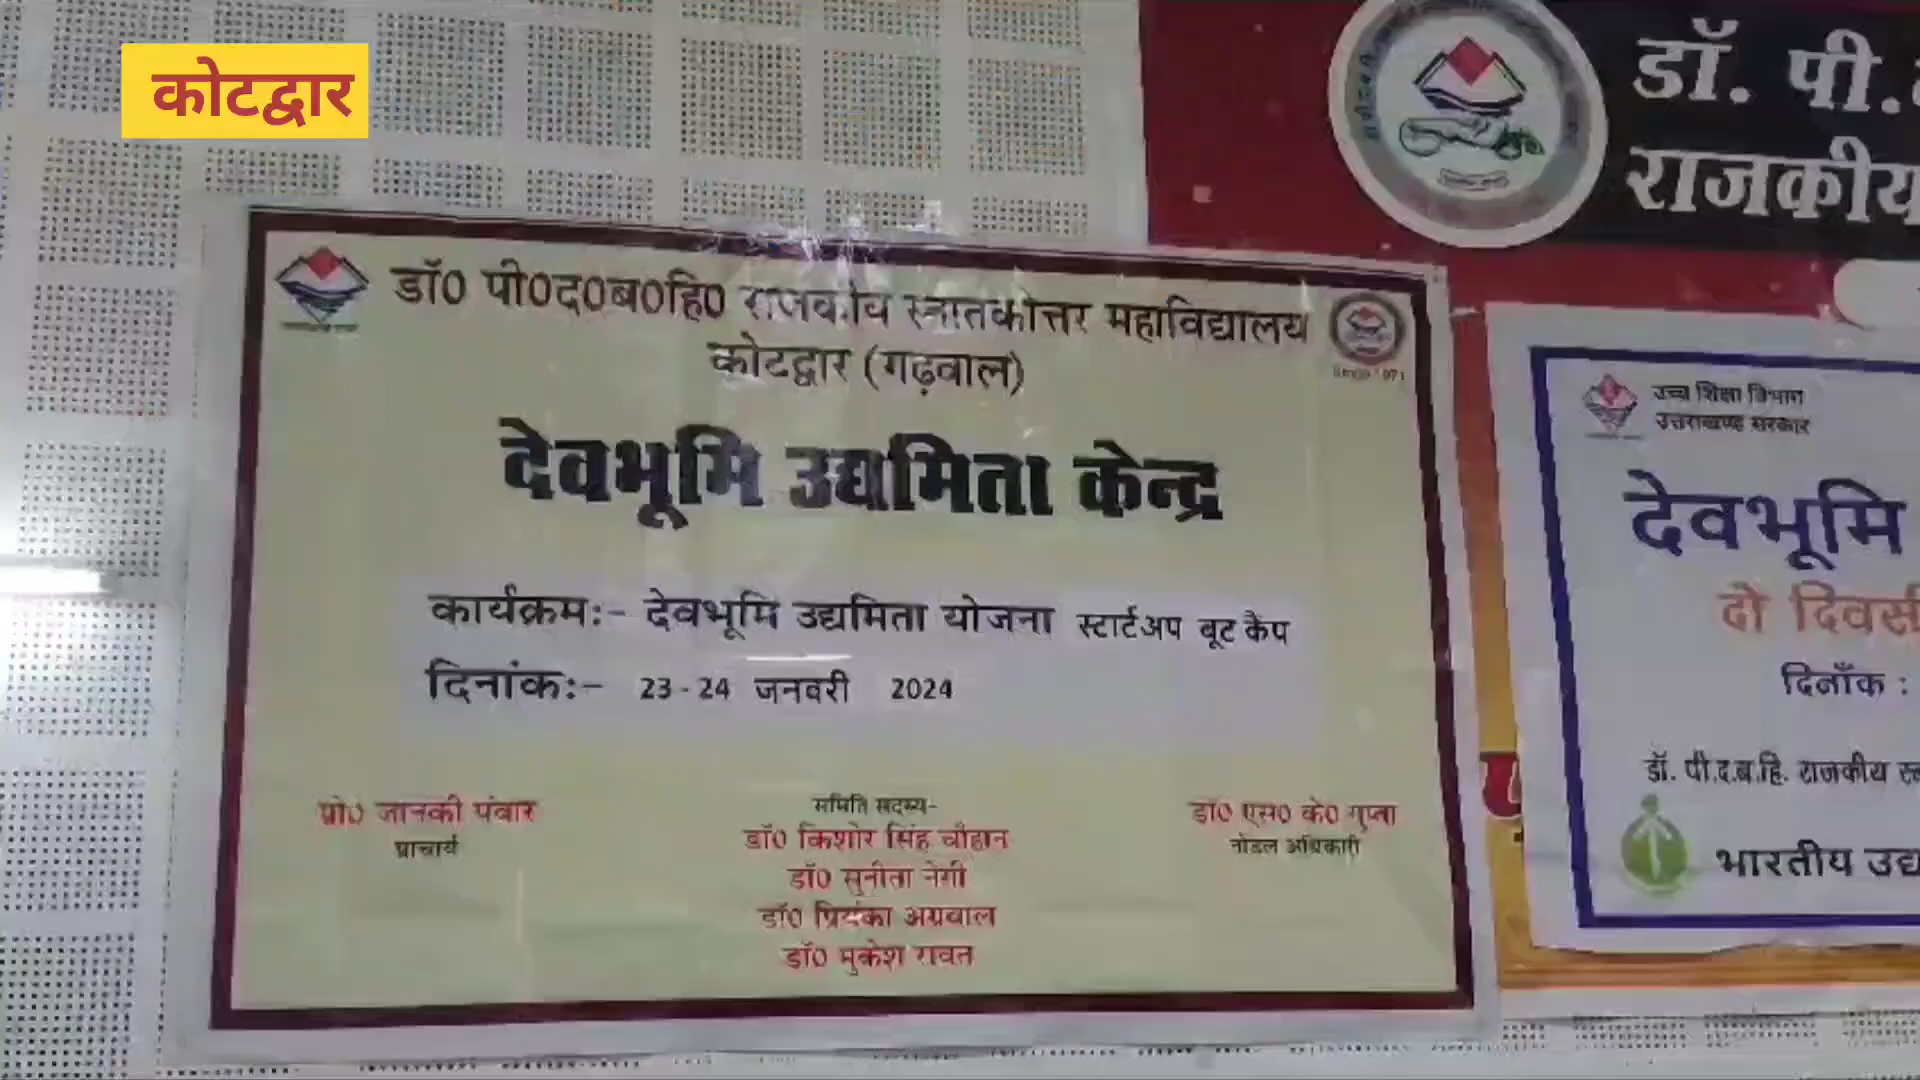 कोटद्वार
डॉ. पी.
राजकीय
डॉ0 पी0द0ब0हि0 राजकीय स्नातकोत्तर महाविद्यालय
कोटद्वार (गढ़वाल)
देवभूमि उद्यमिता केन्द्र
कार्यक्रमः- देवभूमि उद्यमिता योजना स्टार्टअप बूट कैंप
दिनांकः- 23-24 जनवरी 2024
प्रो0 जानकी पंवार
प्राचार्य
समिति सदस्य-
डॉ0 किशोर सिंह चौहान
डॉ0 सुनीता नेगी
डॉ0 प्रियंका अग्रवाल
डॉ0 मुकेश रावत
डॉ0 एस0 के0 गुप्ता
नोडल अधिकारी
उच्च शिक्षा विभाग
उत्तराखण्ड सरकार
देवभूमि
दो
दिनाँक :
डॉ. पी.द.ब.हि. राजकीय
भारतीय